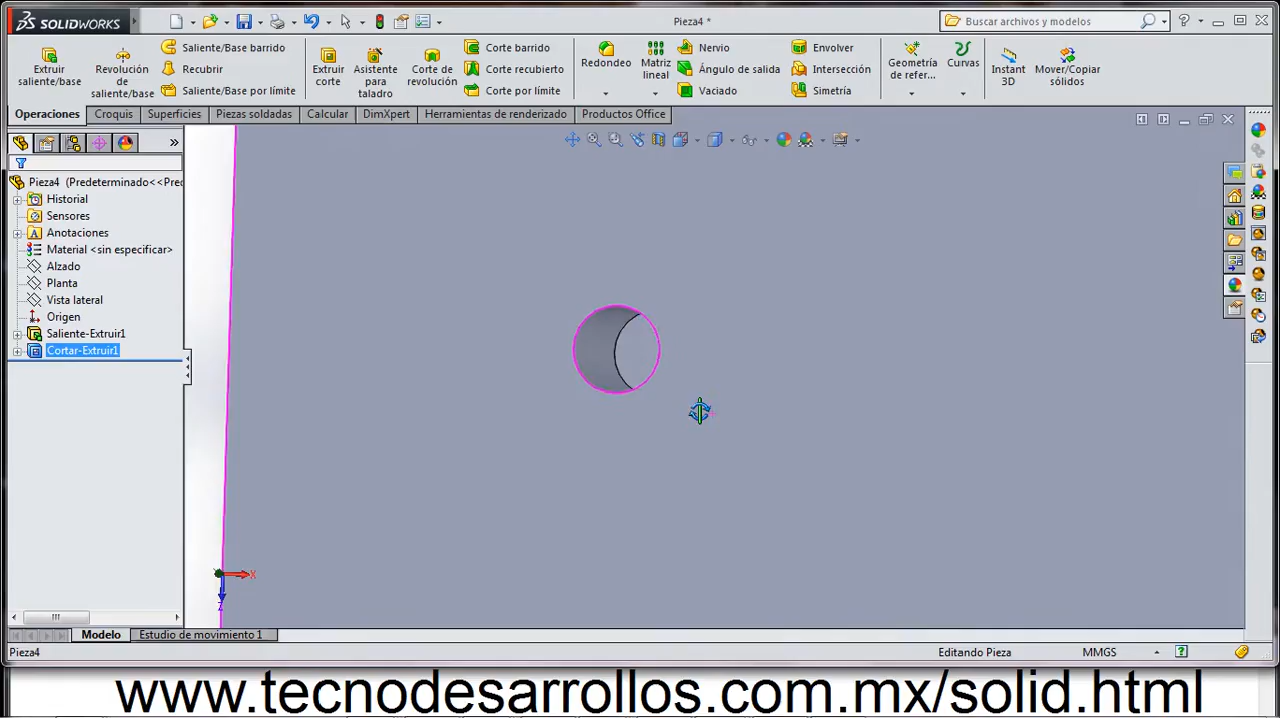 SOLIDWORKS
Pieza4 *
Buscar archivos y modelos
Extruir saliente/base
Revolución de saliente/base
Saliente/Base barrido
Recubrir
Saliente/Base por límite
Extruir corte
Asistente para taladro
Corte de revolución
Corte barrido
Corte recubierto
Corte por límite
Redondeo
Matriz lineal
Nervio
Ángulo de salida
Vaciado
Envolver
Intersección
Simetría
Geometría de refer...
Curvas
Instant 3D
Mover/Copiar sólidos
Operaciones
Croquis
Superficies
Piezas soldadas
Calcular
DimXpert
Herramientas de renderizado
Productos Office
Pieza4 (Predeterminado<<Prec
Historial
Sensores
Anotaciones
Material <sin especificar>
Alzado
Planta
Vista lateral
Origen
Saliente-Extruir1
Cortar-Extruir1
X
Z
Modelo
Estudio de movimiento 1
Pieza4
Editando Pieza
MMGS
www.tecnodesarrollos.com.mx/solid.html